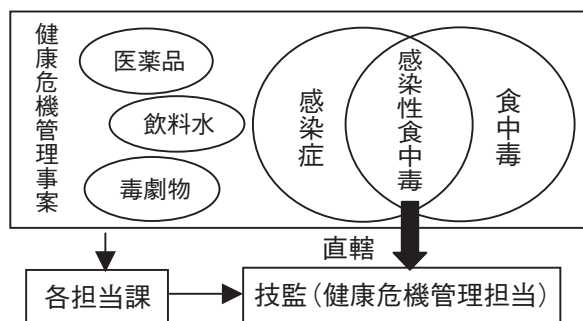 健康危機管理事案
医薬品
飲料水
毒劇物
感染症
感染性食中毒
食中毒
直轄
各担当課
技監(健康危機管理担当)